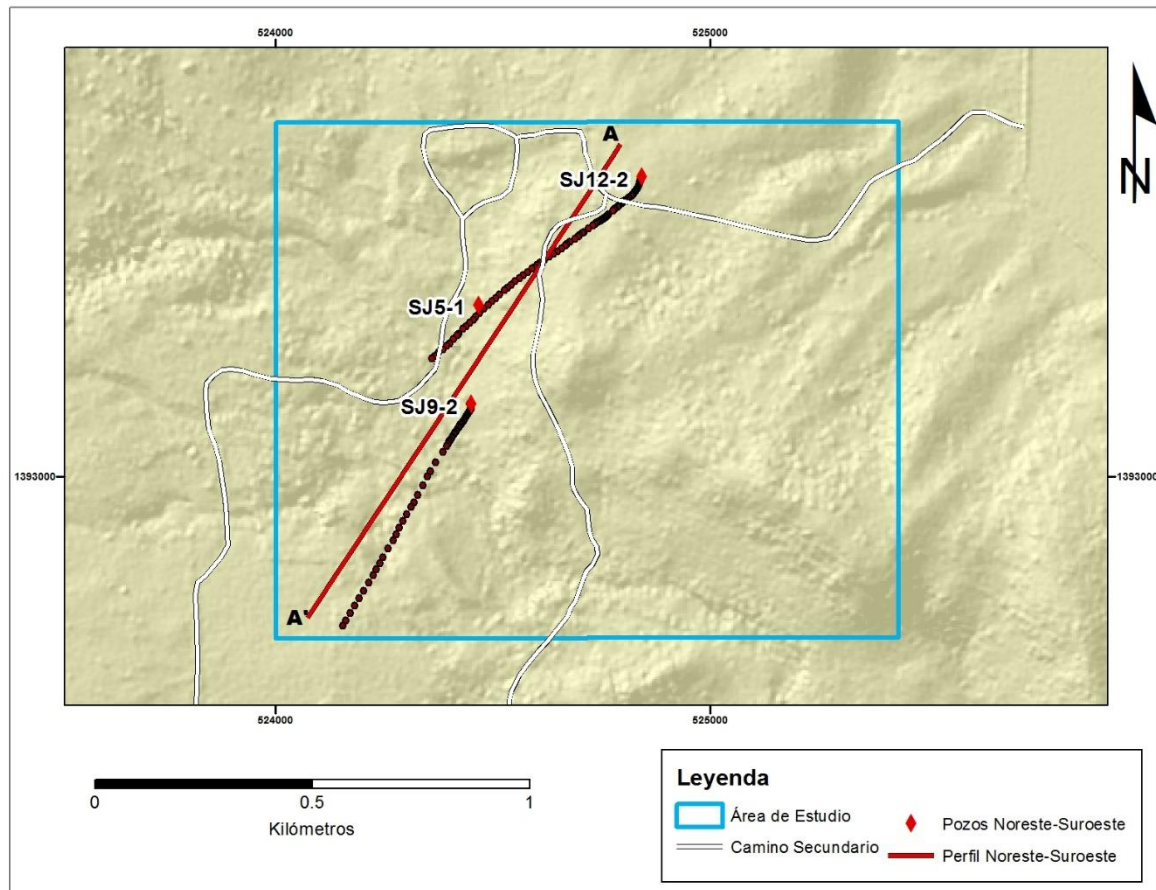 524000
525000
N
A
SJ12-2
SJ5-1
SJ9-2
1393000
1393000
A'
524000
525000
0
0.5
1
Kilómetros
Leyenda
Área de Estudio
Camino Secundario
Pozos Noreste-Suroeste
Perfil Noreste-Suroeste